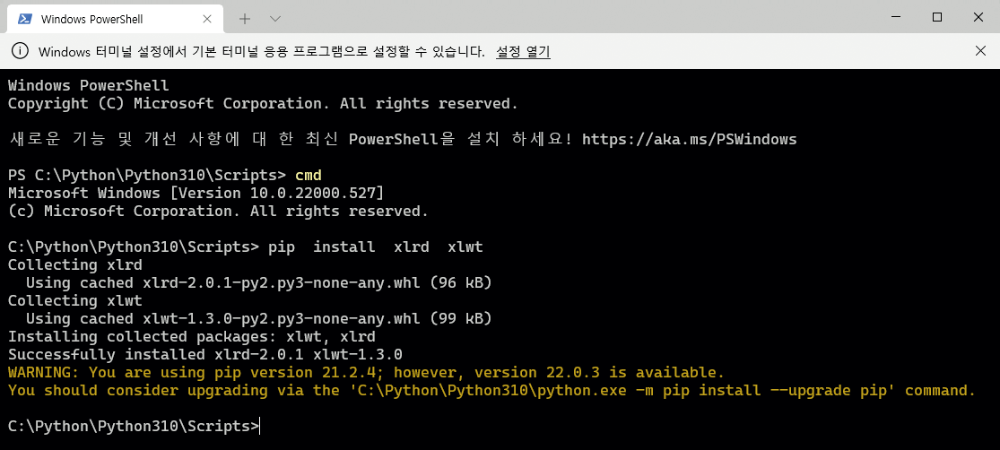 Windows PowerShell
Windows 터미널 설정에서 기본 터미널 응용 프로그램으로 설정할 수 있습니다. 설정 열기
Windows PowerShell
Copyright (C) Microsoft Corporation. All rights reserved.
새로운 기능 및 개선 사항에 대 한 최신 PowerShell을 설치 하세요! https://aka.ms/PSWindows
PS C:\Python\Python310\Scripts> cmd
Microsoft Windows [Version 10.0.22000.527]
(c) Microsoft Corporation. All rights reserved.
C:\Python\Python310\Scripts> pip  install  xlrd  xlwt
Collecting xlrd
  Using cached xlrd-2.0.1-py2.py3-none-any.whl (96 kB)
Collecting xlwt
  Using cached xlwt-1.3.0-py2.py3-none-any.whl (99 kB)
Installing collected packages: xlwt, xlrd
Successfully installed xlrd-2.0.1 xlwt-1.3.0
WARNING: You are using pip version 21.2.4; however, version 22.0.3 is available.
You should consider upgrading via the 'C:\Python\Python310\python.exe -m pip install --upgrade pip' command.
C:\Python\Python310\Scripts>